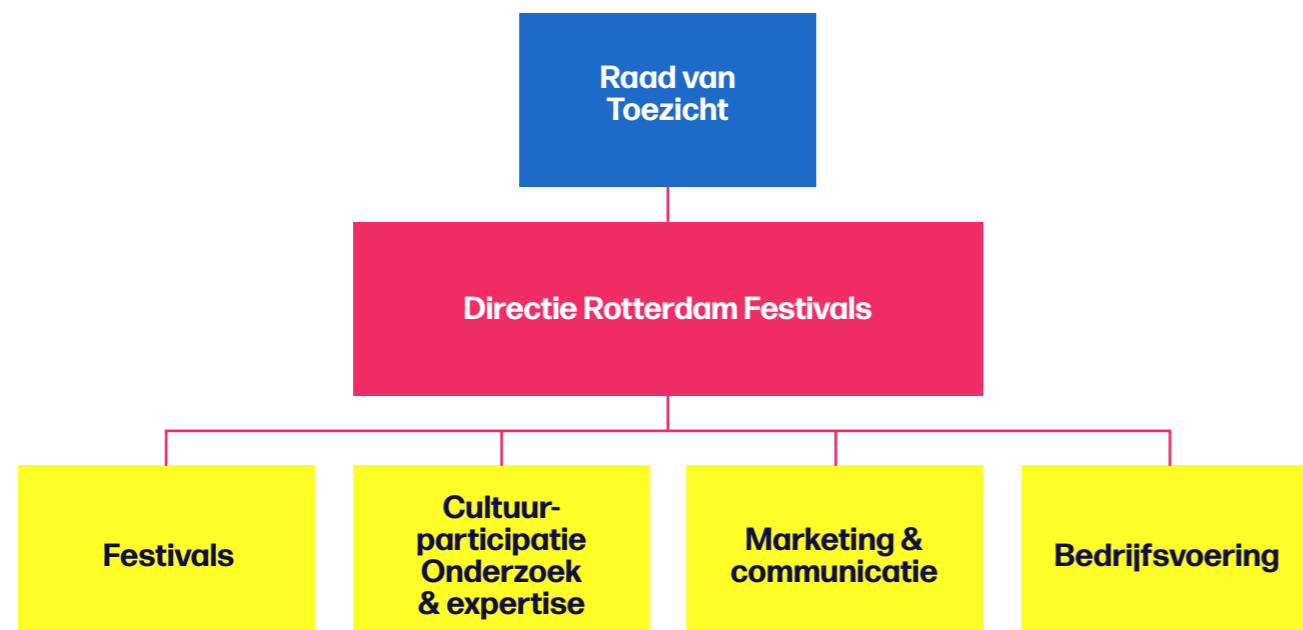 Raad van
Toezicht
Directie Rotterdam Festivals
Festivals
Cultuur-
participatie
Onderzoek
& expertise
Marketing &
communicatie
Bedrijfsvoering